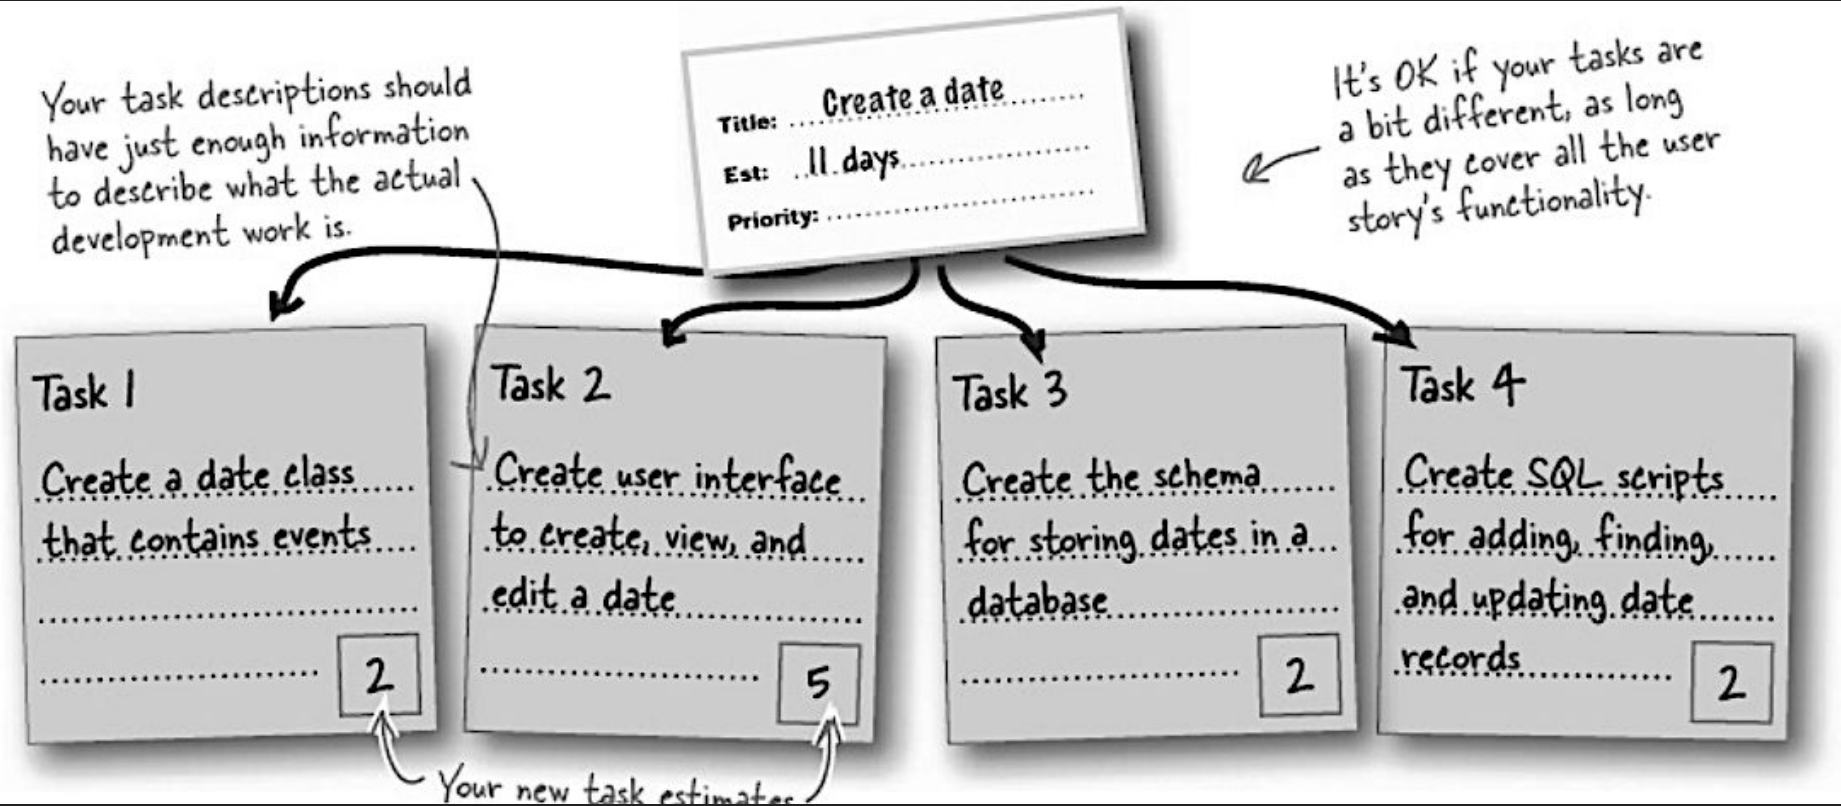 Your task descriptions should
have just enough information
to describe what the actual
development work is.
Title: Create a date
Est: 11 days
Priority:
It's OK if your tasks are
a bit different, as long
as they cover all the user
story's functionality.
Task 1
Create a date class
that contains events
2
Task 2
Create user interface
to create, view, and
edit a date
5
Task 3
Create the schema
for storing dates in a
database
2
Task 4
Create SQL scripts
for adding, finding,
and updating date
records
2
Your new task estimates